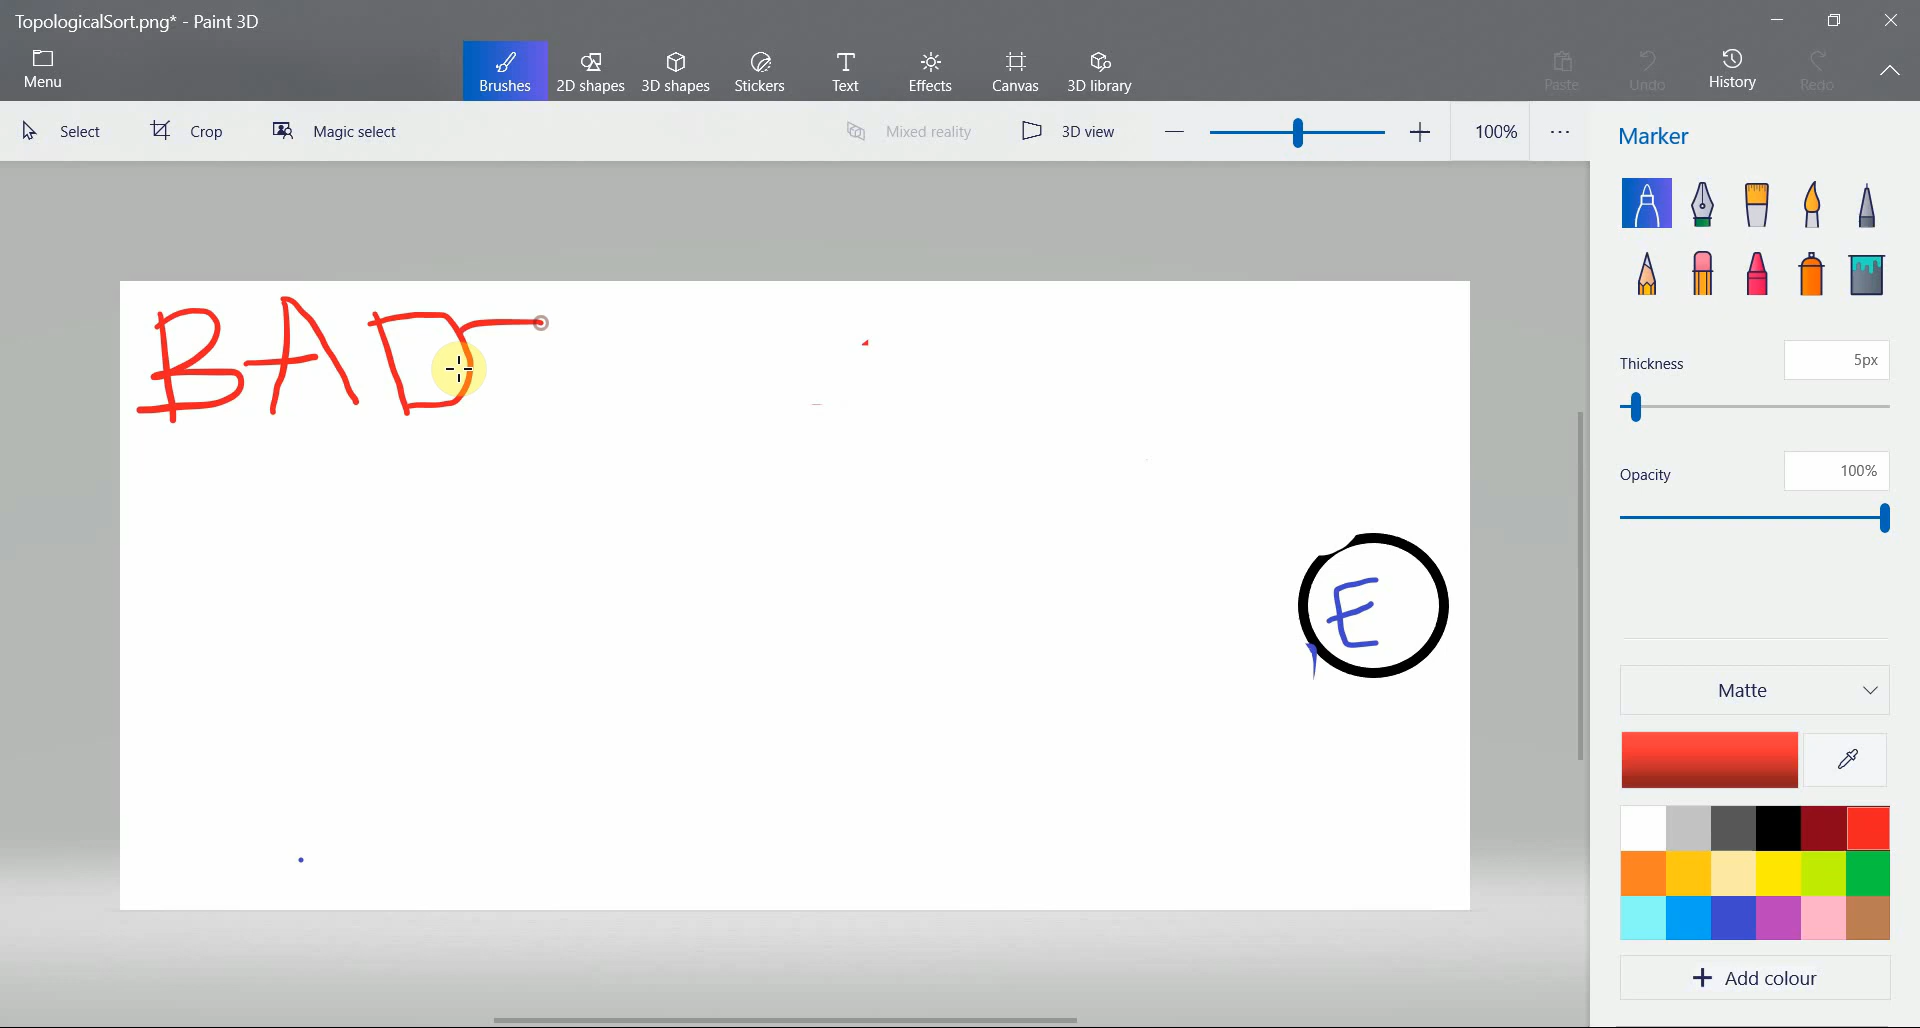 TopologicalSort.png* - Paint 3D
Menu
Brushes 2D shapes 3D shapes Stickers Text Effects Canvas 3D library Paste Undo History Redo
Select Crop Magic select Mixed reality 3D view 100%
Marker
BAD
Thickness 5px
Opacity 100%
E
Matte
Add colour